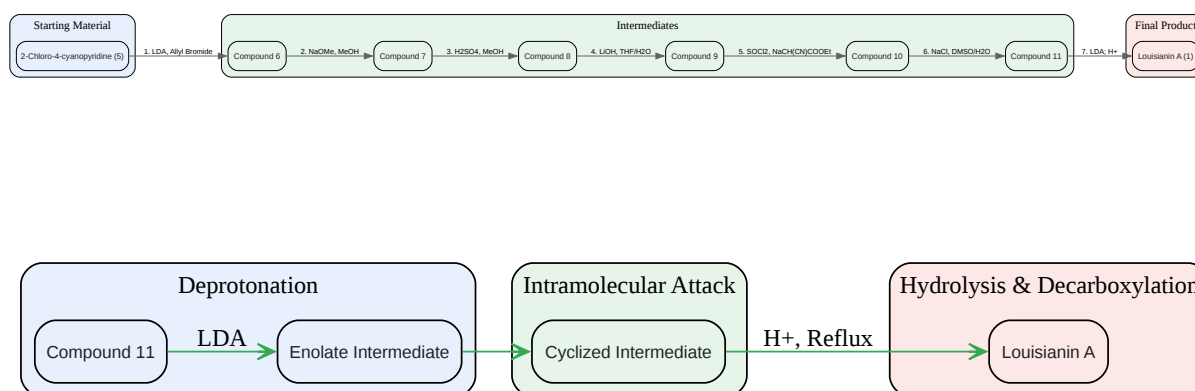 Starting Material
Intermediates
Final Product
2-Chloro-4-cyanopyridine (5)
1. LDA, Allyl Bromide
Compound 6
2. NaOMe, MeOH
Compound 7
3. H2SO4, MeOH
Compound 8
4. LiOH, THF/H2O
Compound 9
5. SOCl2, NaCH(CN)COOEt
Compound 10
6. NaCl, DMSO/H2O
Compound 11
7. LDA; H+
Louisianin A (1)
Deprotonation
Intramolecular Attack
Hydrolysis & Decarboxylation
Compound 11
LDA
Enolate Intermediate
Cyclized Intermediate
H+, Reflux
Louisianin A